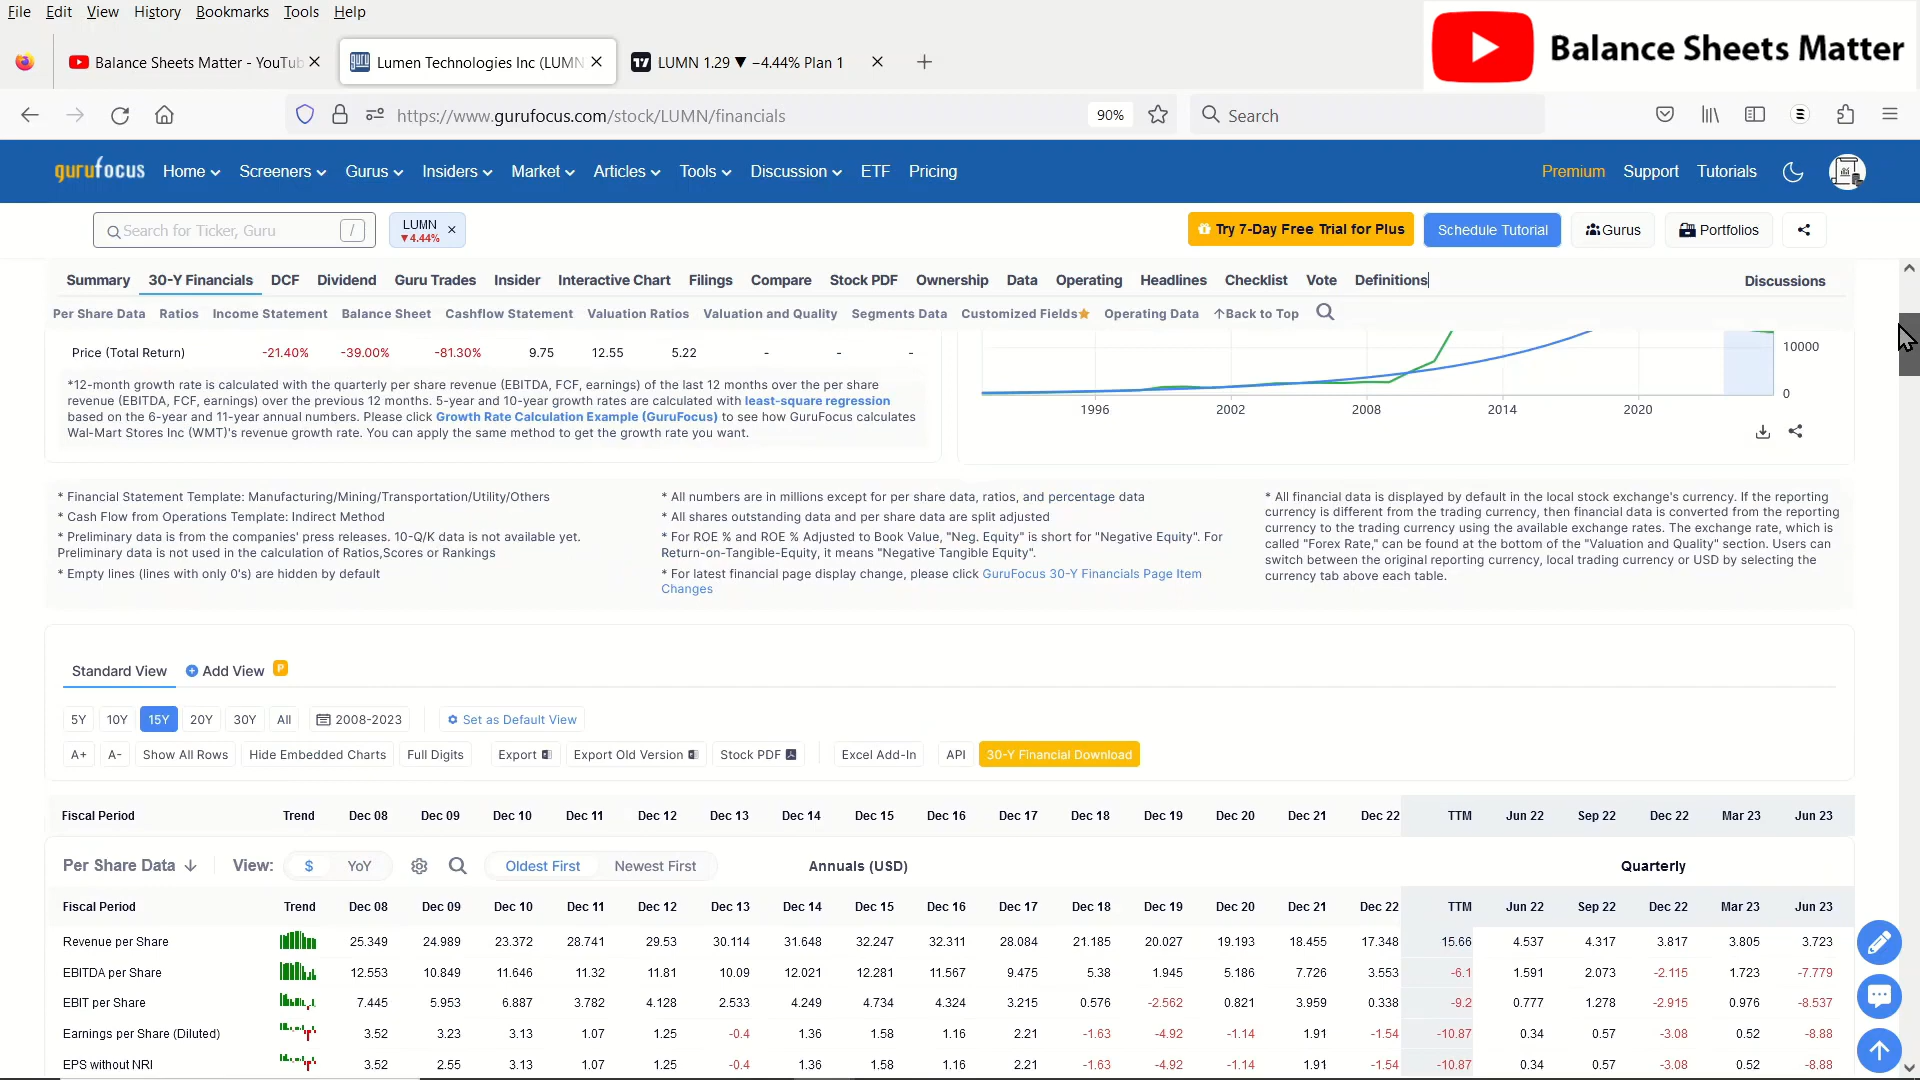 File Edit View History Bookmarks Tools Help
Balance Sheets Matter
Balance Sheets Matter - YouTub
Lumen Technologies Inc (LUMN
LUMN 1.29 ▼ −4.44% Plan 1
https://www.gurufocus.com/stock/LUMN/financials
90%
Search
gurufocus Home Screeners Gurus Insiders Market Articles Tools Discussion ETF Pricing Premium Support Tutorials
Search for Ticker, Guru /
LUMN
▼4.44%
Try 7-Day Free Trial for Plus Schedule Tutorial Gurus Portfolios
Summary 30-Y Financials DCF Dividend Guru Trades Insider Interactive Chart Filings Compare Stock PDF Ownership Data Operating Headlines Checklist Vote Definitions Discussions
Per Share Data Ratios Income Statement Balance Sheet Cashflow Statement Valuation Ratios Valuation and Quality Segments Data Customized Fields Operating Data Back to Top
Price (Total Return) -21.40% -39.00% -81.30% 9.75 12.55 5.22 - - -
*12-month growth rate is calculated with the quarterly per share revenue (EBITDA, FCF, earnings) of the last 12 months over the per share
revenue (EBITDA, FCF, earnings) over the previous 12 months. 5-year and 10-year growth rates are calculated with least-square regression
based on the 6-year and 11-year annual numbers. Please click Growth Rate Calculation Example (GuruFocus) to see how GuruFocus calculates
Wal-Mart Stores Inc (WMT)'s revenue growth rate. You can apply the same method to get the growth rate you want.
10000
0
1996 2002 2008 2014 2020
* Financial Statement Template: Manufacturing/Mining/Transportation/Utility/Others
* Cash Flow from Operations Template: Indirect Method
* Preliminary data is from the companies' press releases. 10-Q/K data is not available yet.
Preliminary data is not used in the calculation of Ratios,Scores or Rankings
* Empty lines (lines with only 0's) are hidden by default
* All numbers are in millions except for per share data, ratios, and percentage data
* All shares outstanding data and per share data are split adjusted
* For ROE % and ROE % Adjusted to Book Value, "Neg. Equity" is short for "Negative Equity". For
Return-on-Tangible-Equity, it means "Negative Tangible Equity".
* For latest financial page display change, please click GuruFocus 30-Y Financials Page Item
Changes
* All financial data is displayed by default in the local stock exchange's currency. If the reporting
currency is different from the trading currency, then financial data is converted from the reporting
currency to the trading currency using the available exchange rates. The exchange rate, which is
called "Forex Rate," can be found at the bottom of the "Valuation and Quality" section. Users can
switch between the original reporting currency, local trading currency or USD by selecting the
currency tab above each table.
Standard View Add View P
5Y 10Y 15Y 20Y 30Y All 2008-2023 Set as Default View
A+ A- Show All Rows Hide Embedded Charts Full Digits Export Export Old Version Stock PDF Excel Add-In API 30-Y Financial Download
Fiscal Period Trend Dec 08 Dec 09 Dec 10 Dec 11 Dec 12 Dec 13 Dec 14 Dec 15 Dec 16 Dec 17 Dec 18 Dec 19 Dec 20 Dec 21 Dec 22 TTM Jun 22 Sep 22 Dec 22 Mar 23 Jun 23
Per Share Data View: $ YoY Oldest First Newest First Annuals (USD) Quarterly
Fiscal Period Trend Dec 08 Dec 09 Dec 10 Dec 11 Dec 12 Dec 13 Dec 14 Dec 15 Dec 16 Dec 17 Dec 18 Dec 19 Dec 20 Dec 21 Dec 22 TTM Jun 22 Sep 22 Dec 22 Mar 23 Jun 23
Revenue per Share 25.349 24.989 23.372 28.741 29.53 30.114 31.648 32.247 32.311 28.084 21.185 20.027 19.193 18.455 17.348 15.66 4.537 4.317 3.817 3.805 3.723
EBITDA per Share 12.553 10.849 11.646 11.32 11.81 10.09 12.021 12.281 11.567 9.475 5.38 1.945 5.186 7.726 3.553 -6.1 1.591 2.073 -2.115 1.723 -7.779
EBIT per Share 7.445 5.953 6.887 3.782 4.128 2.533 4.249 4.734 4.324 3.215 0.576 -2.562 0.821 3.959 0.338 -9.2 0.777 1.278 -2.915 0.976 -8.537
Earnings per Share (Diluted) 3.52 3.23 3.13 1.07 1.25 -0.4 1.36 1.58 1.16 2.21 -1.63 -4.92 -1.14 1.91 -1.54 -10.87 0.34 0.57 -3.08 0.52 -8.88
EPS without NRI 3.52 2.55 3.13 1.07 1.25 -0.4 1.36 1.58 1.16 2.21 -1.63 -4.92 -1.14 1.91 -1.54 -10.87 0.34 0.57 -3.08 0.52 -8.88